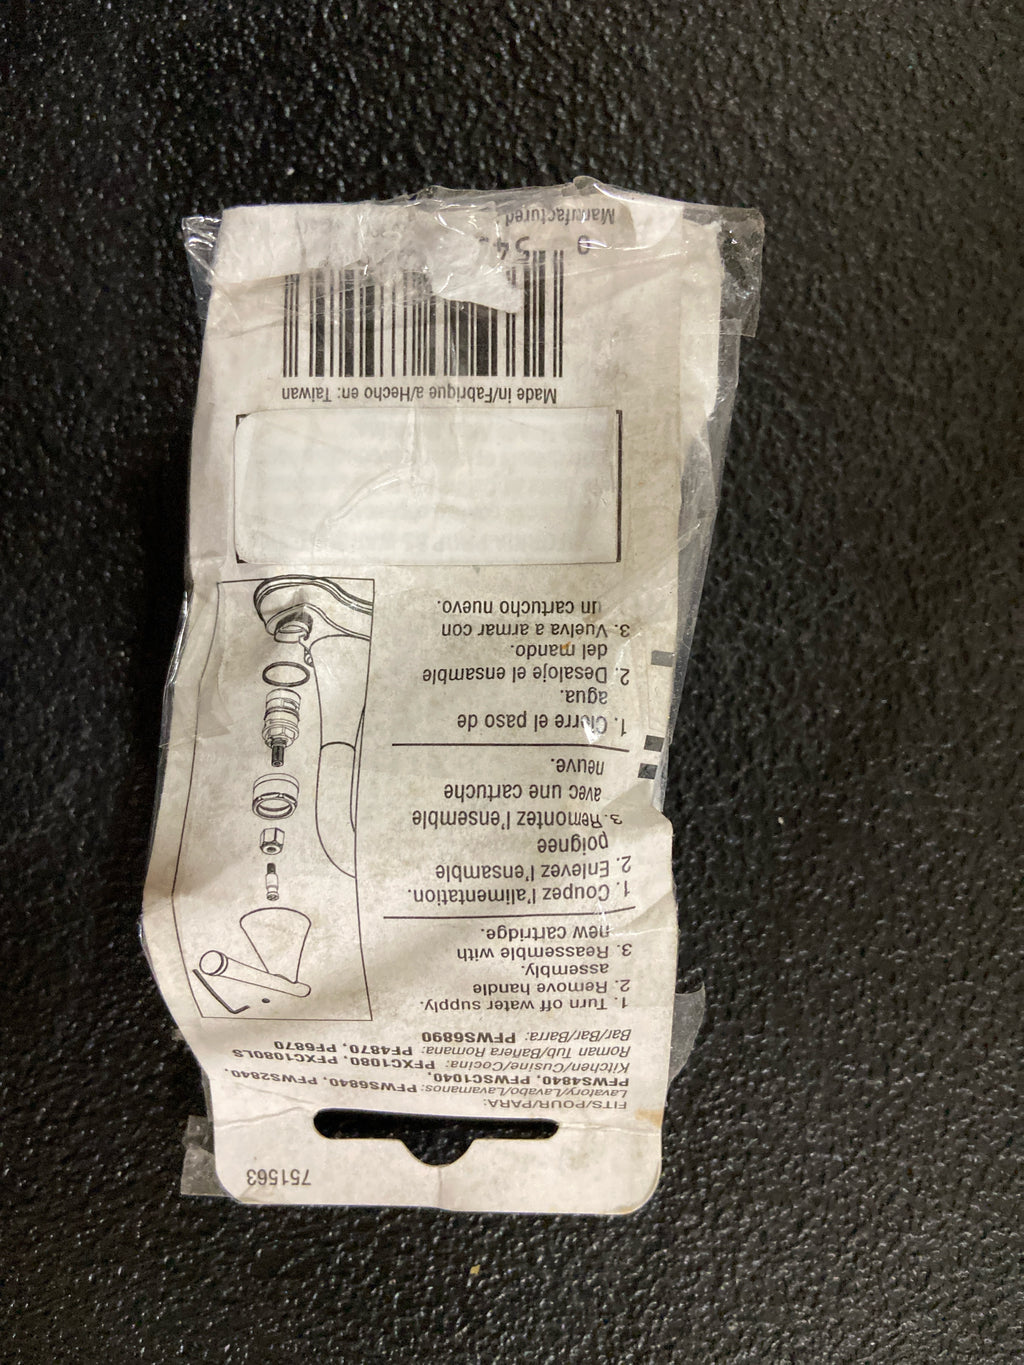 751563
FITS/POUR/PARA:
Lavatory/Lavabo/Lavamanos: PFWS6840, PFWS2840,
PFWS4840, PFWSC1040,
Kitchen/Cusine/Cocina: PFXC1080, PFXC1080LS
Roman Tub/Bañera Romana: PF4870, PF6870
Bar/Bar/Barra: PFWS6890
1. Turn off water supply.
2. Remove handle
assembly.
3. Reassemble with
new cartridge.
1. Coupez l'alimentation.
2. Enlevez l'ensamble
poignee
3. Remontez l'ensemble
avec une cartuche
neuve.
1. Cierre el paso de
agua.
2. Desaloje el ensamble
del mando.
3. Vuelva a armar con
un cartucho nuevo.
Made in/Fabrique a/Hecho en: Taiwan
0 54
Manufactured